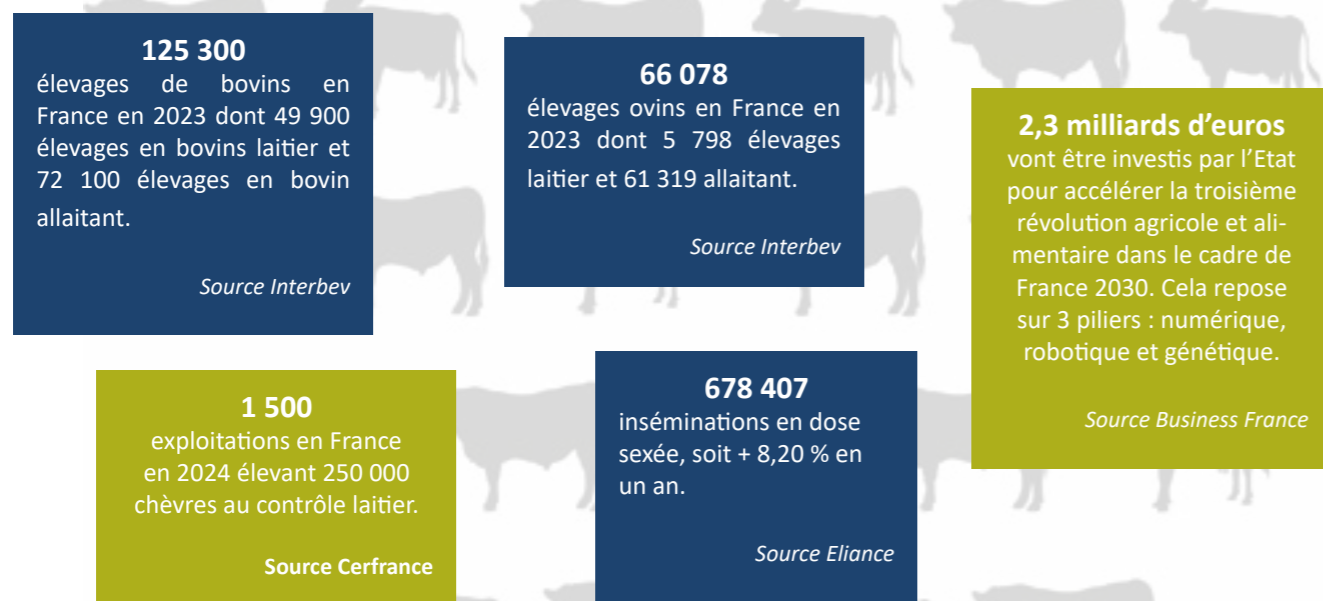 125 300
élevages de bovins en
France en 2023 dont 49 900
élevages en bovins laitier et
72 100 élevages en bovin
allaitant.
Source Interbev
66 078
élevages ovins en France en
2023 dont 5 798 élevages
laitier et 61 319 allaitant.
Source Interbev
2,3 milliards d’euros
vont être investis par l’Etat
pour accélérer la troisième
révolution agricole et ali-
mentaire dans le cadre de
France 2030. Cela repose
sur 3 piliers : numérique,
robotique et génétique.
Source Business France
1 500
exploitations en France
en 2024 élevant 250 000
chèvres au contrôle laitier.
Source Cerfrance
678 407
inséminations en dose
sexée, soit + 8,20 % en
un an.
Source Eliance